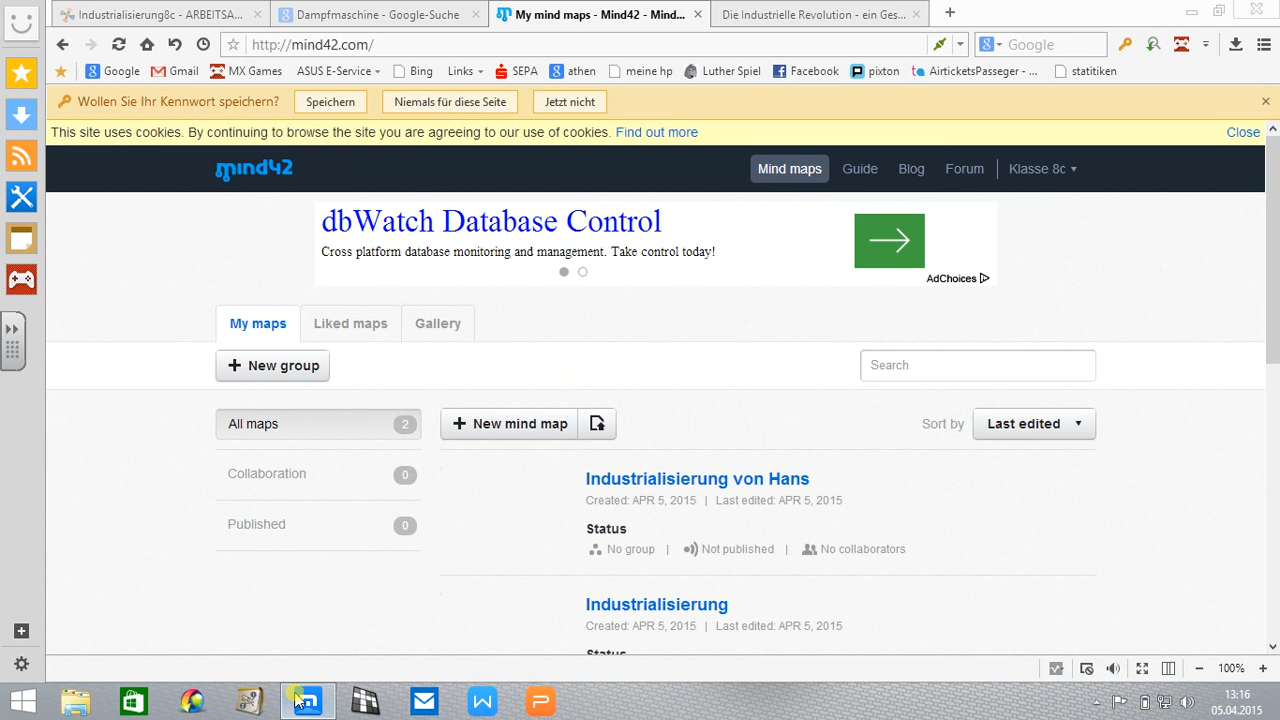 Industrialisierung8c - ARBEITSA...
Dampfmaschine - Google-Suche
My mind maps - Mind42 - Mind...
Die Industrielle Revolution - ein Ges...
http://mind42.com/
Google
Google
Gmail
MX Games
ASUS E-Service
Bing
Links
SEPA
athen
meine hp
Luther Spiel
Facebook
pixton
AirticketsPasseger - ...
statitiken
Wollen Sie Ihr Kennwort speichern?
Speichern
Niemals für diese Seite
Jetzt nicht
This site uses cookies. By continuing to browse the site you are agreeing to our use of cookies. Find out more
Close
mind42
Mind maps
Guide
Blog
Forum
Klasse 8c
dbWatch Database Control
Cross platform database monitoring and management. Take control today!
AdChoices
My maps
Liked maps
Gallery
+ New group
Search
All maps 2
+ New mind map
Sort by
Last edited
Collaboration 0
Published 0
Industrialisierung von Hans
Created: APR 5, 2015 | Last edited: APR 5, 2015
Status
No group | Not published | No collaborators
Industrialisierung
Created: APR 5, 2015 | Last edited: APR 5, 2015
Status
100%
13:16
05.04.2015